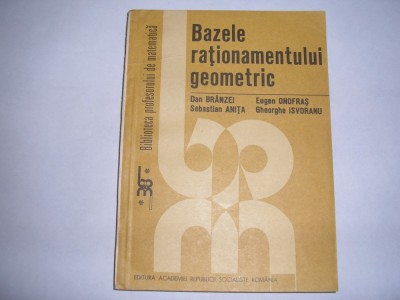 Bazele
raționamentului
geometric
Dan BRÂNZEI Eugen ONOFRAȘ
Sebastian ANIȚA Gheorghe ISVORANU
Biblioteca profesorului de matematică
EDITURA ACADEMIEI REPUBLICII SOCIALISTE ROMÂNIA